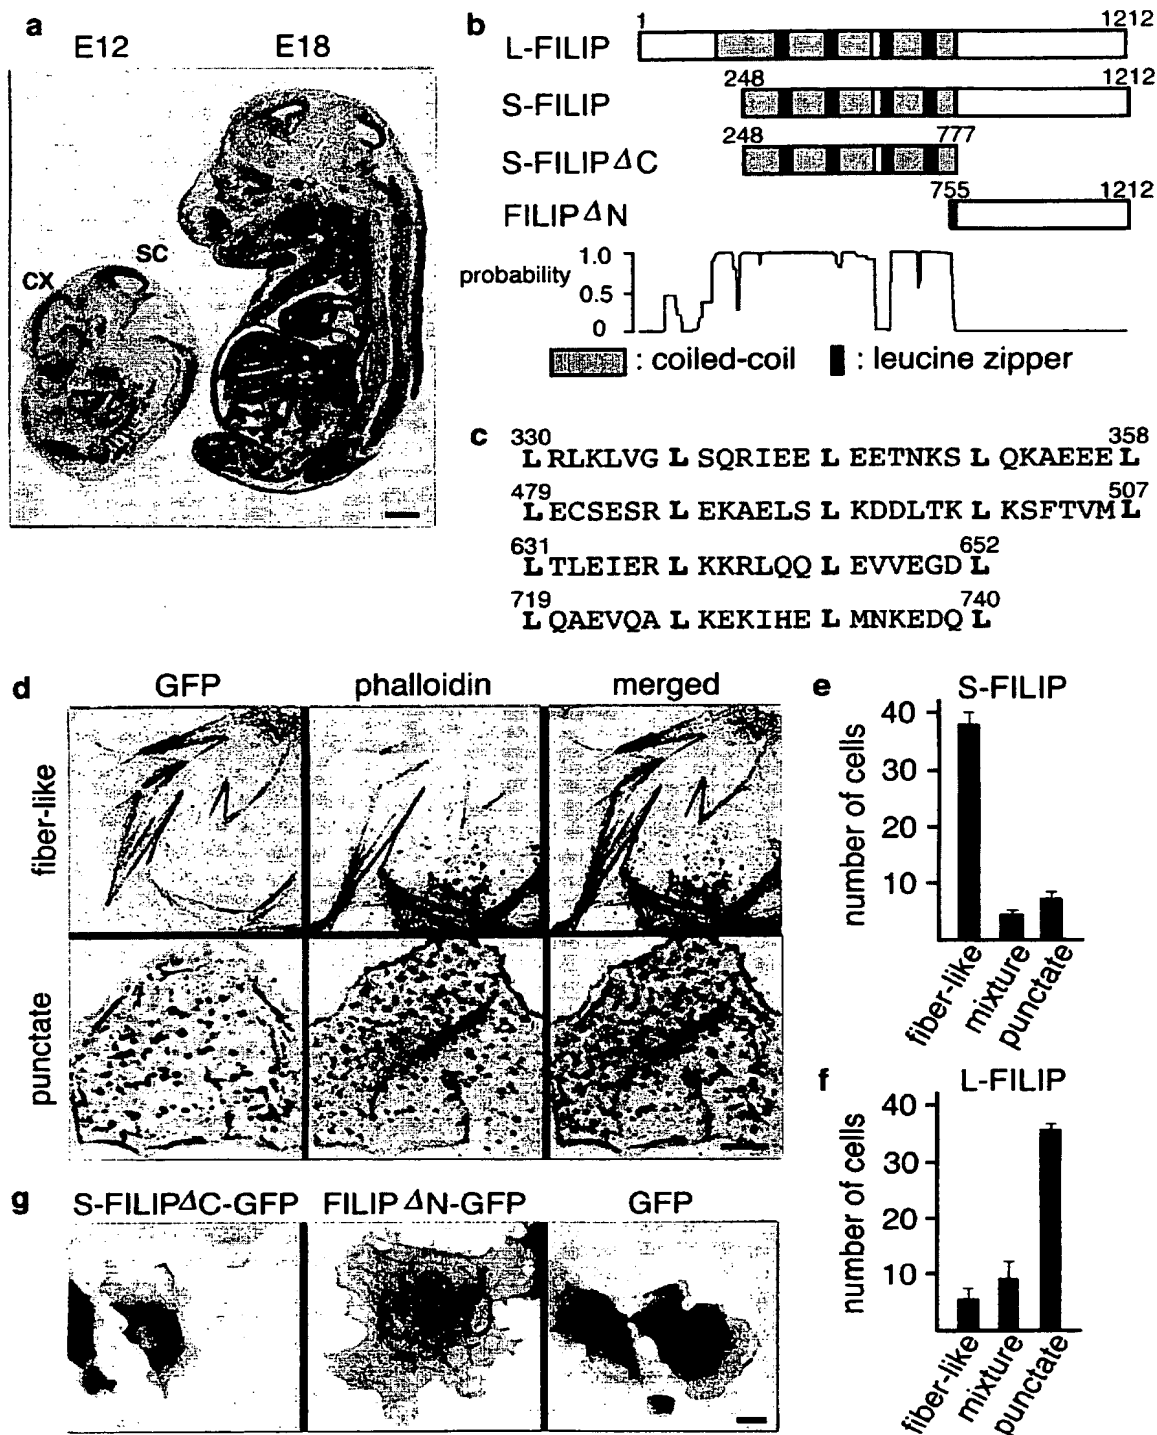 a
E12 E18
CX
SC
b
1 1212
L-FILIP
248 1212
S-FILIP
248 777
S-FILIPΔC
755 1212
FILIPΔN
probability
1.0
0.5
0
: coiled-coil : leucine zipper
c
330 358
L RLKLVG L SQRIEE L EETNKS L QKAEEE L
479 507
L ECSESR L EKAELS L KDDLTK L KSFTVM L
631 652
L TLEIER L KKRLQQ L EVVEGD L
719 740
L QAEVQA L KEKIHE L MNKEDQ L
d
GFP phalloidin merged
fiber-like
punctate
e
S-FILIP
number of cells
40
30
20
10
fiber-like
mixture
punctate
f
L-FILIP
number of cells
40
30
20
10
fiber-like
mixture
punctate
g
S-FILIPΔC-GFP FILIPΔN-GFP GFP